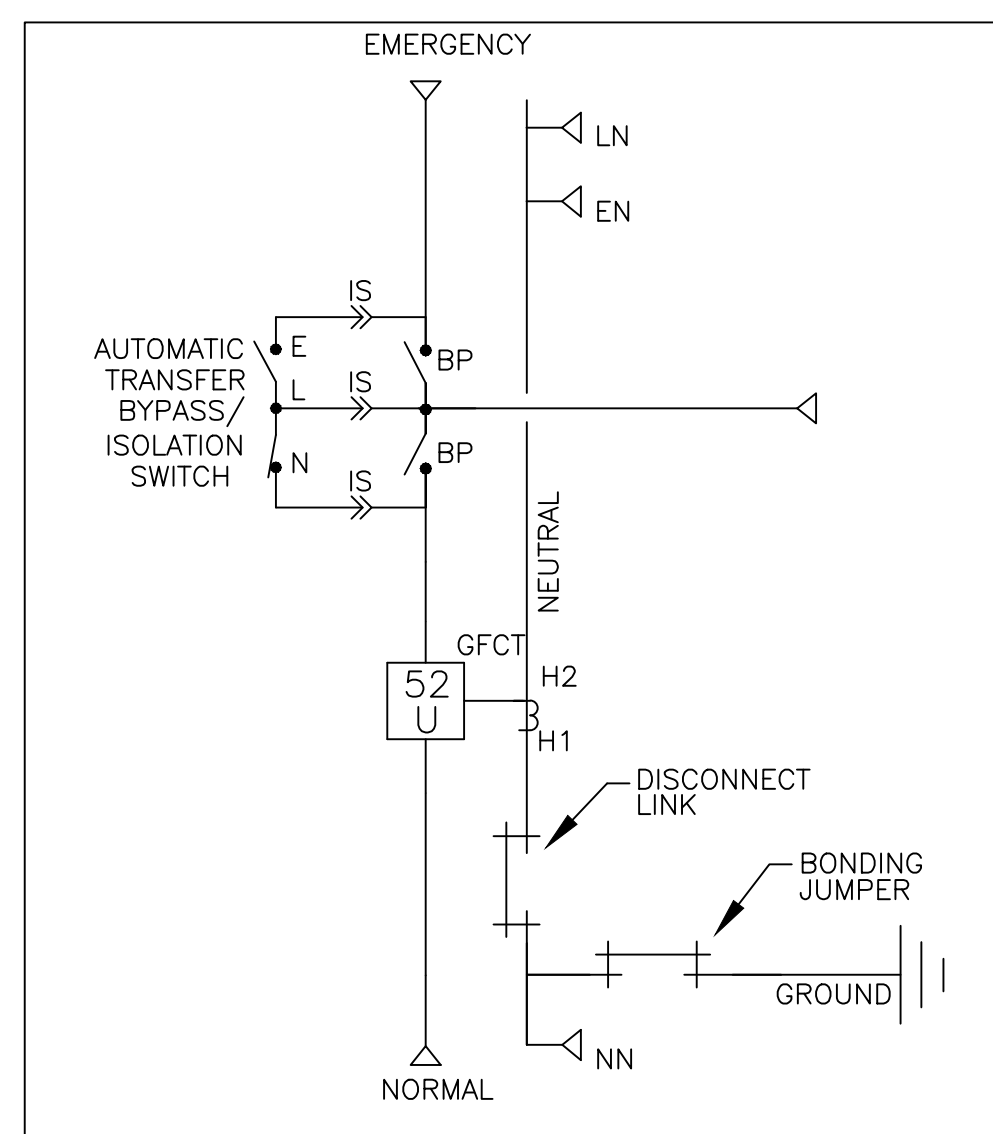 EMERGENCY
LN
EN
IS
AUTOMATIC
TRANSFER
BYPASS/
ISOLATION
SWITCH
E
BP
IS
L
N
BP
IS
NEUTRAL
GFCT
52
U
H2
H1
DISCONNECT
LINK
BONDING
JUMPER
GROUND
NN
NORMAL